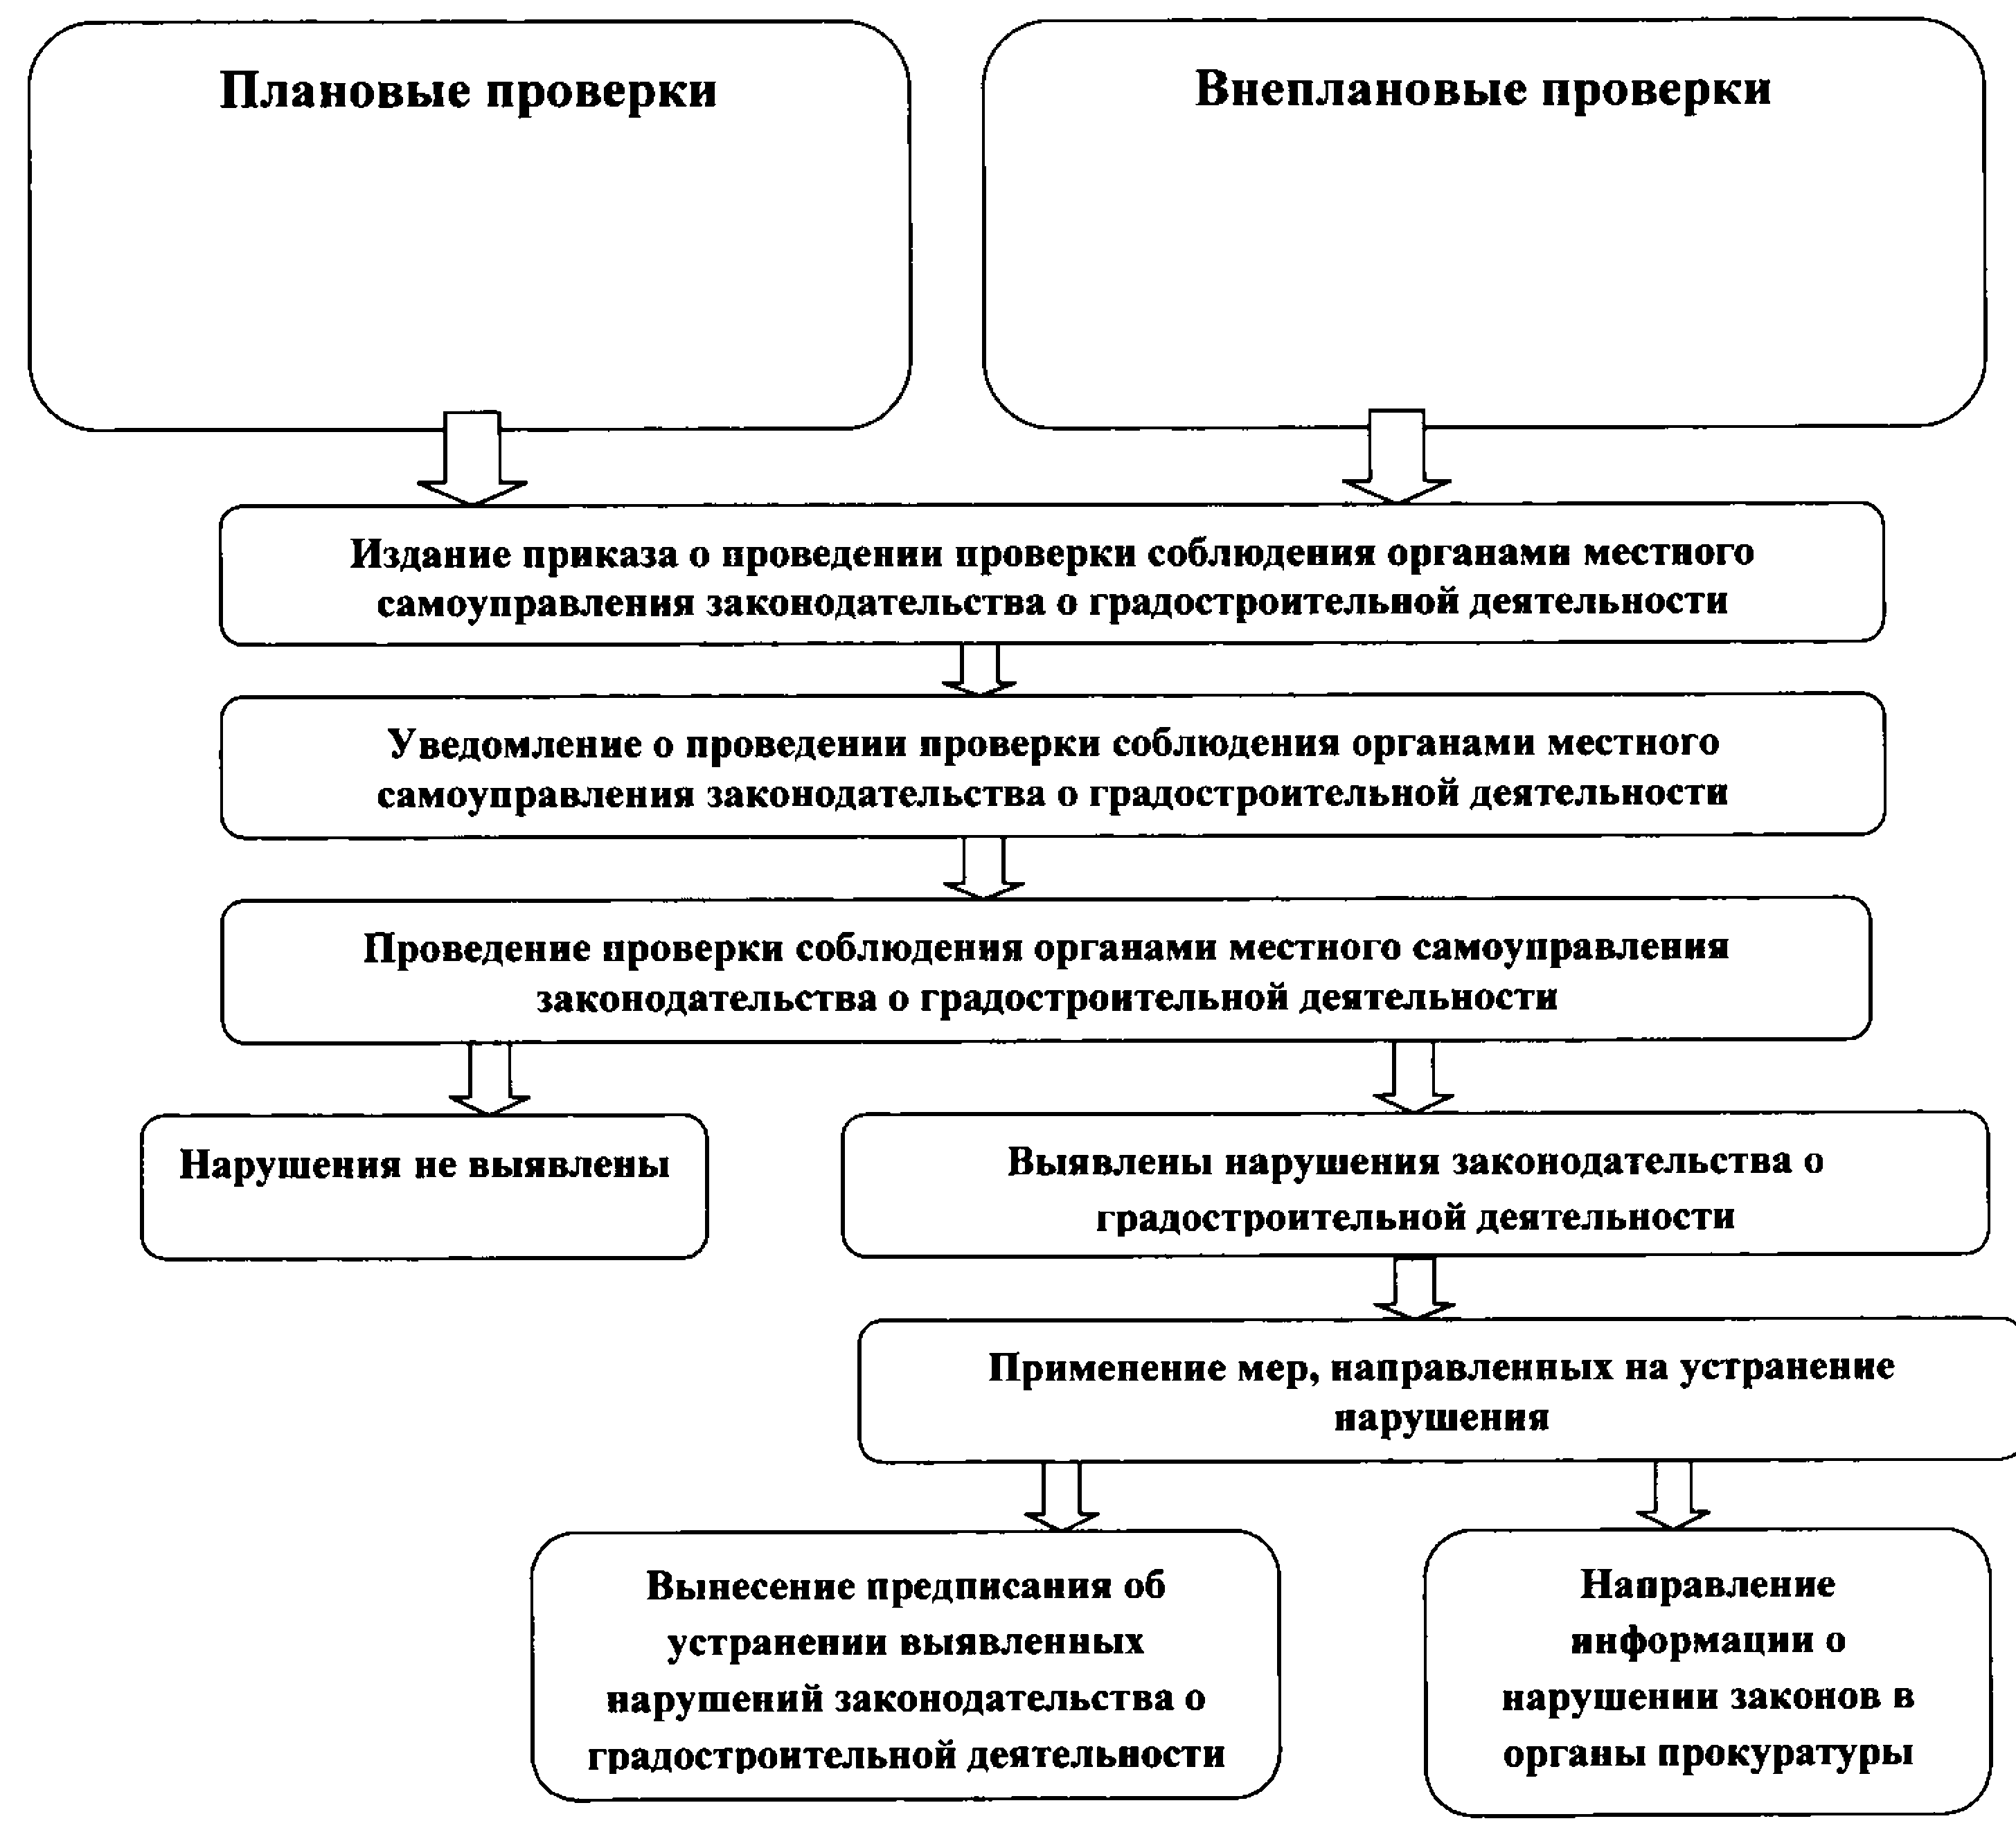 Плановые проверки
Внеплановые проверки
Издание приказа о проведении проверки соблюдения органами местного
самоуправления законодательства о градостроительной деятельности
Уведомление о проведении проверки соблюдения органами местного
самоуправления законодательства о градостроительной деятельности
Проведение проверки соблюдения органами местного самоуправления
законодательства о градостроительной деятельности
Нарушения не выявлены
Выявлены нарушения законодательства о
градостроительной деятельности
Применение мер, направленных на устранение
нарушения
Вынесение предписания об
устранении выявленных
нарушений законодательства о
градостроительной деятельности
Направление
информации о
нарушении законов в
органы прокуратуры